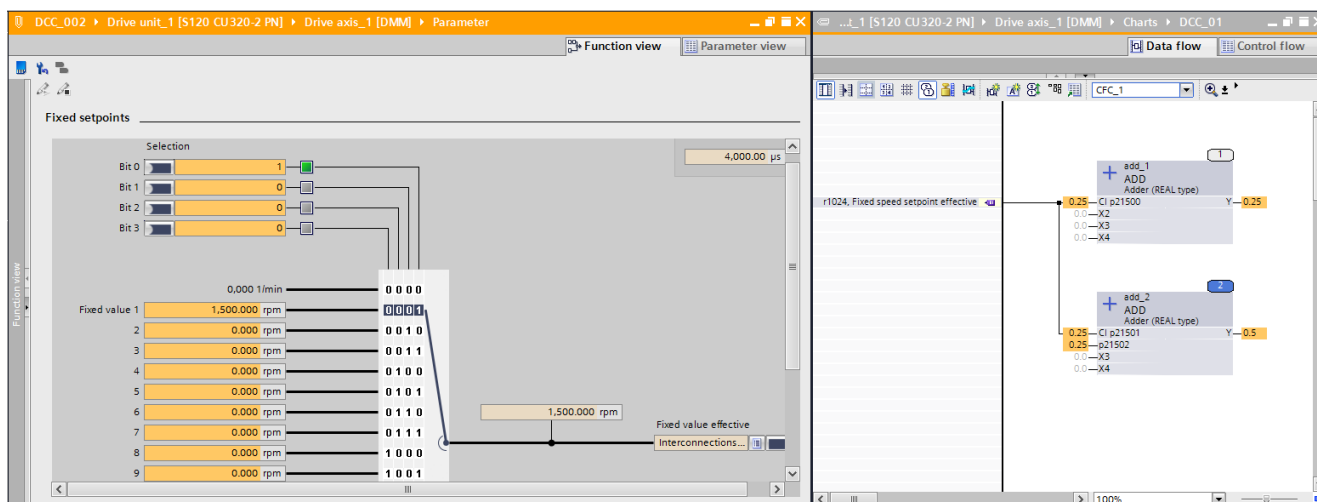 DCC_002 ▸ Drive unit_1 [S120 CU320-2 PN] ▸ Drive axis_1 [DMM] ▸ Parameter
Function view
Parameter view
Function view
Fixed setpoints
4,000.00 µs
Selection
Bit 0 1
Bit 1 0
Bit 2 0
Bit 3 0
0,000 1/min 0 0 0 0
Fixed value 1 1,500.000 rpm 0 0 0 1
2 0.000 rpm 0 0 1 0
3 0.000 rpm 0 0 1 1
4 0.000 rpm 0 1 0 0
5 0.000 rpm 0 1 0 1
6 0.000 rpm 0 1 1 0
7 0.000 rpm 0 1 1 1
8 0.000 rpm 1 0 0 0
9 0.000 rpm 1 0 0 1
1,500.000 rpm
Fixed value effective
Interconnections...
...t_1 [S120 CU320-2 PN] ▸ Drive axis_1 [DMM] ▸ Charts ▸ DCC_01
Data flow
Control flow
CFC_1
r1024, Fixed speed setpoint effective
1
add_1
ADD
Adder (REAL type)
0.25 CI p21500 Y 0.25
0.0 X2
0.0 X3
0.0 X4
2
add_2
ADD
Adder (REAL type)
0.25 CI p21501 Y 0.5
0.25 p21502
0.0 X3
0.0 X4
100%